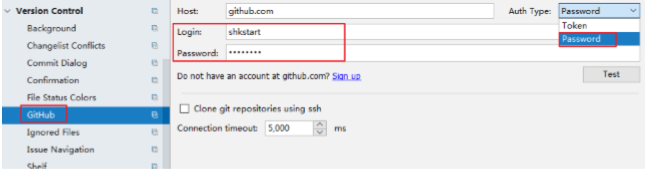 Version Control
Background
Changelist Conflicts
Commit Dialog
Confirmation
File Status Colors
GitHub
Ignored Files
Issue Navigation
Shelf
Host: github.com Auth Type: Password
Token
Password
Login: shkstart
Password: ••••••••
Do not have an account at github.com? Sign up
Test
Clone git repositories using ssh
Connection timeout: 5,000 ms